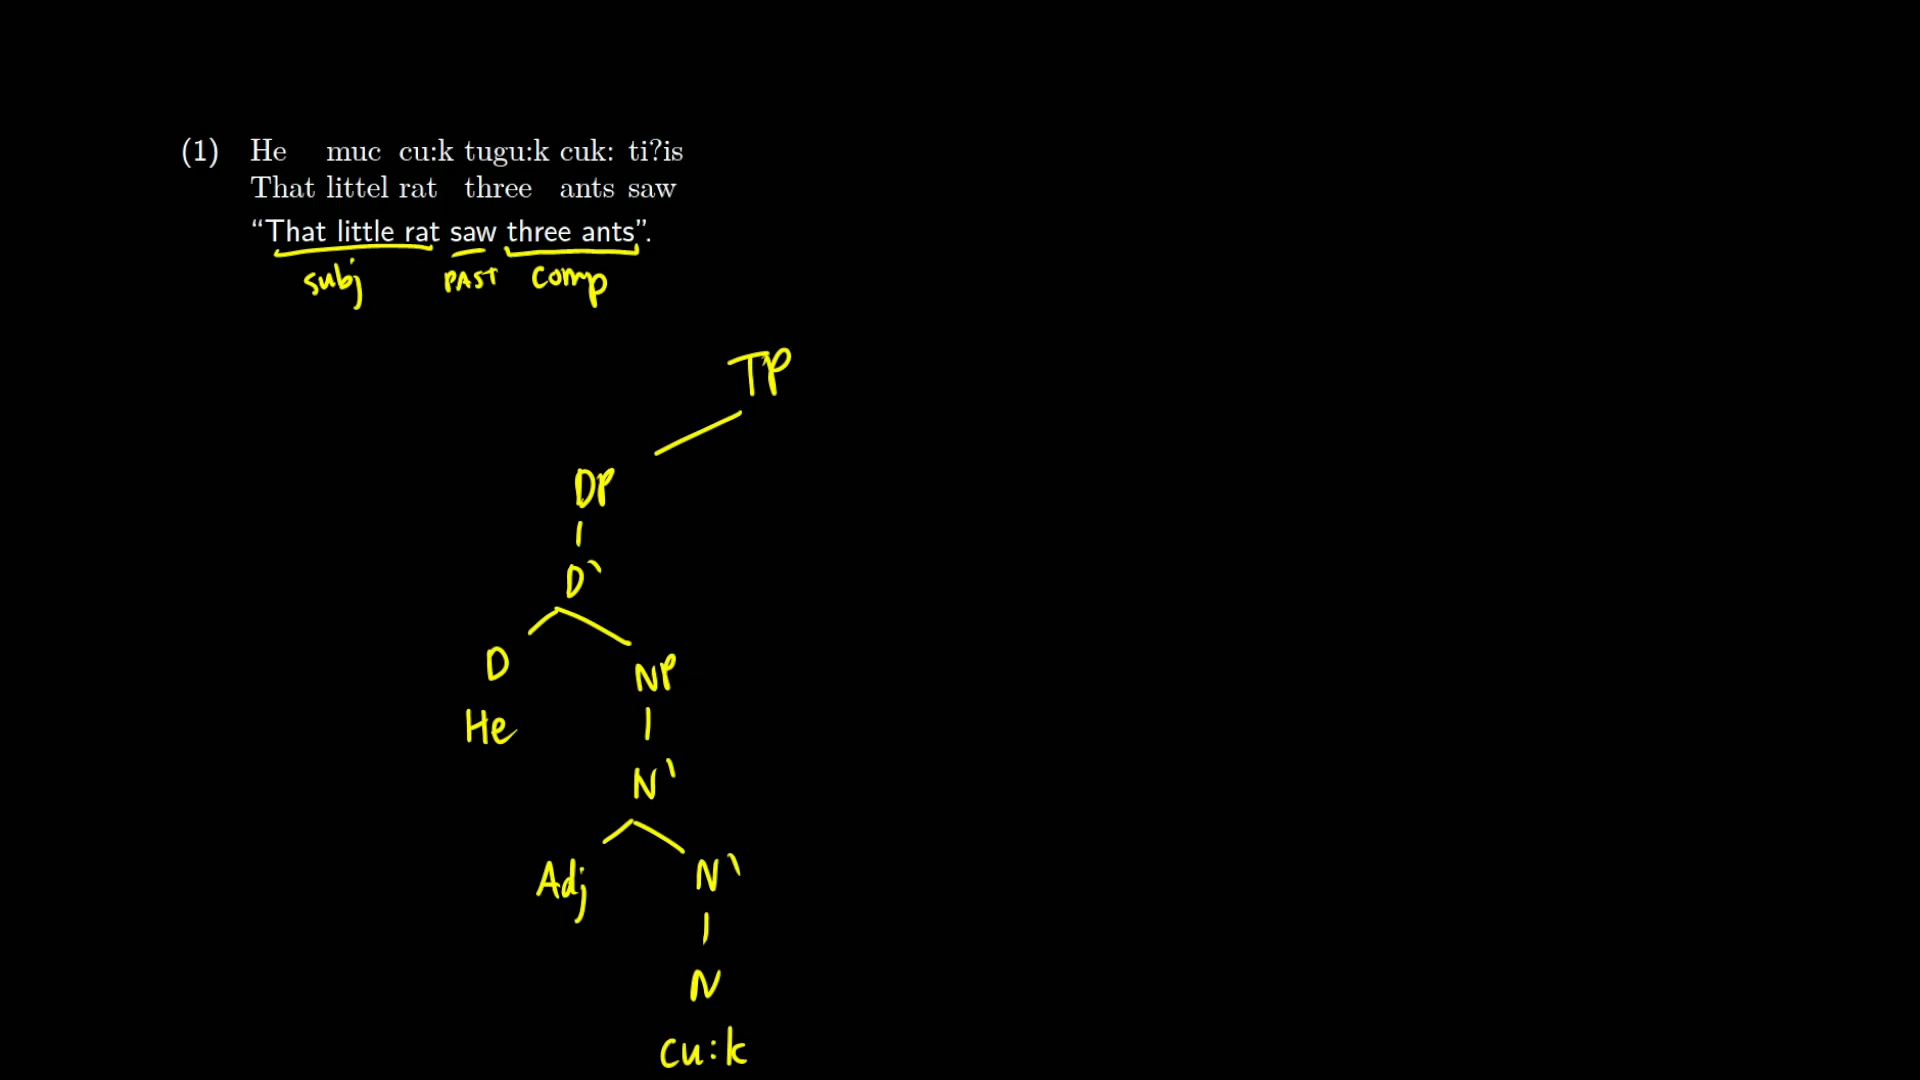 (1) He muc cu:k tugu:k cuk: ti?is
That littel rat three ants saw
“That little rat saw three ants”.
subj PAST comp
TP
DP
D`
D NP
He
N`
Adj N`
N
cu:k